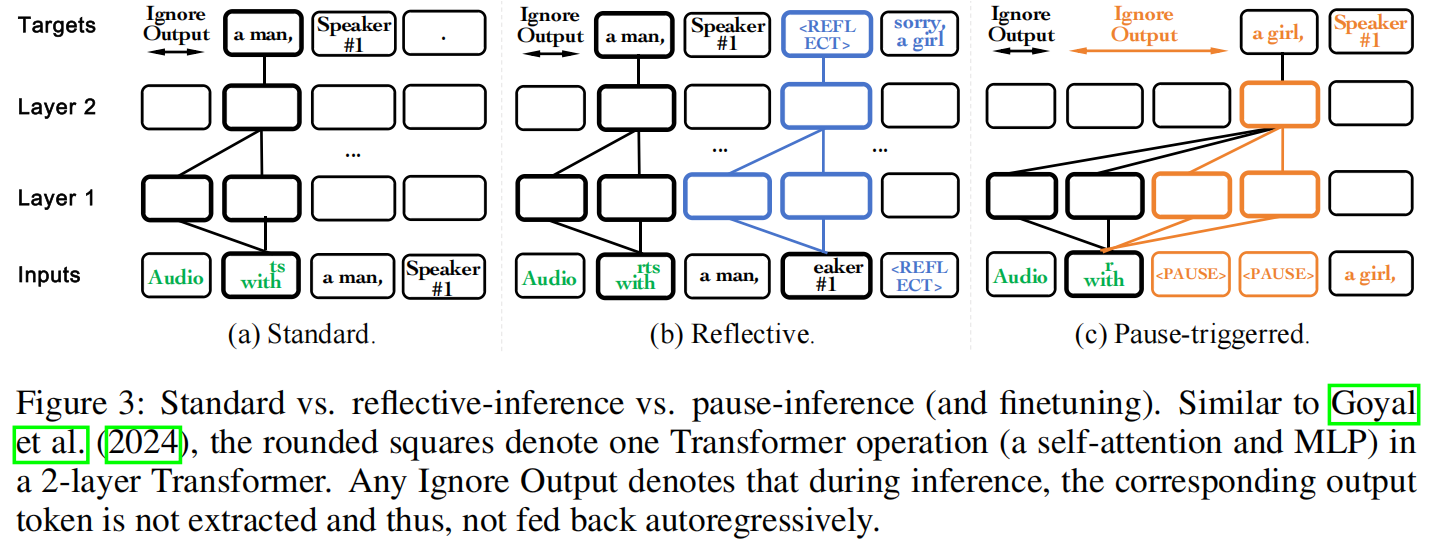 Targets
Ignore
Output
a man,
Speaker
#1
.
Ignore
Output
a man,
Speaker
#1
<REFL
ECT>
sorry,
a girl
Ignore
Output
Ignore
Output
a girl,
Speaker
#1
Layer 2
...
...
...
Layer 1
Inputs
Audio
ts
with
a man,
Speaker
#1
Audio
rts
with
a man,
eaker
#1
<REFL
ECT>
Audio
r
with
<PAUSE>
<PAUSE>
a girl,
(a) Standard.
(b) Reflective.
(c) Pause-triggerred.
Figure 3: Standard vs. reflective-inference vs. pause-inference (and finetuning). Similar to Goyal
et al. (2024), the rounded squares denote one Transformer operation (a self-attention and MLP) in
a 2-layer Transformer. Any Ignore Output denotes that during inference, the corresponding output
token is not extracted and thus, not fed back autoregressively.